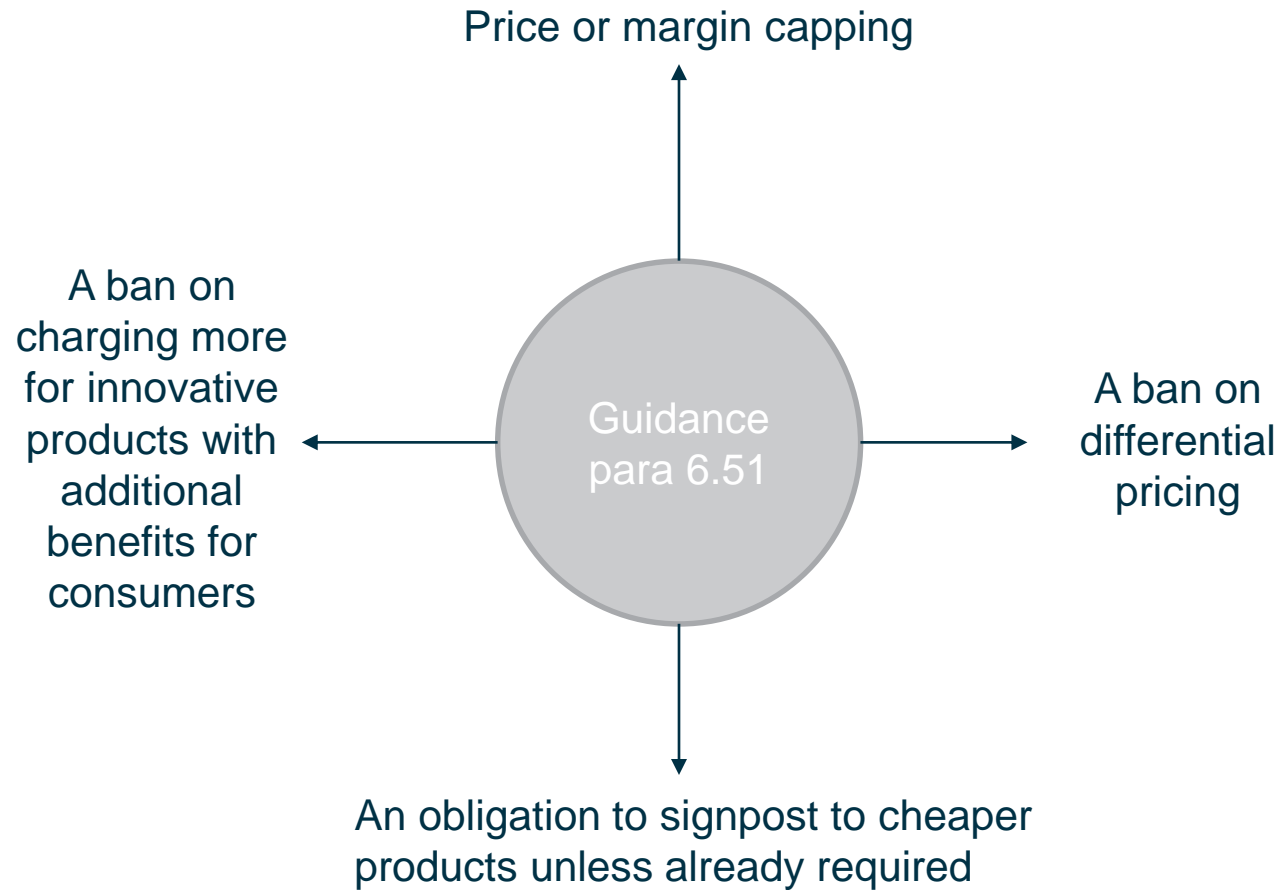 Price or margin capping
A ban on
charging more
for innovative
products with
additional
benefits for
consumers
Guidance
para 6.51
A ban on
differential
pricing
An obligation to signpost to cheaper
products unless already required